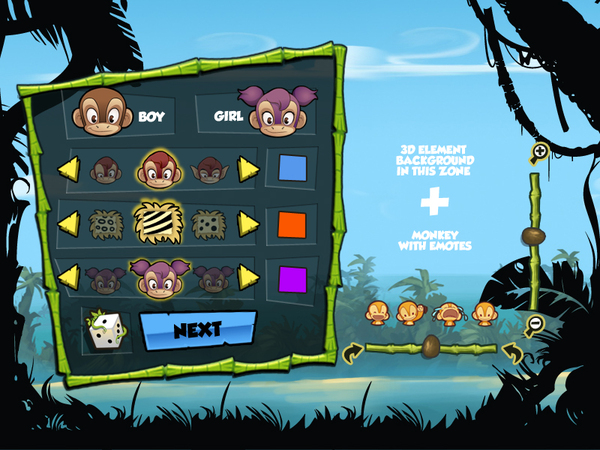 BOY
GIRL
3D ELEMENT
BACKGROUND
IN THIS ZONE
+
MONKEY
WITH EMOTES
NEXT